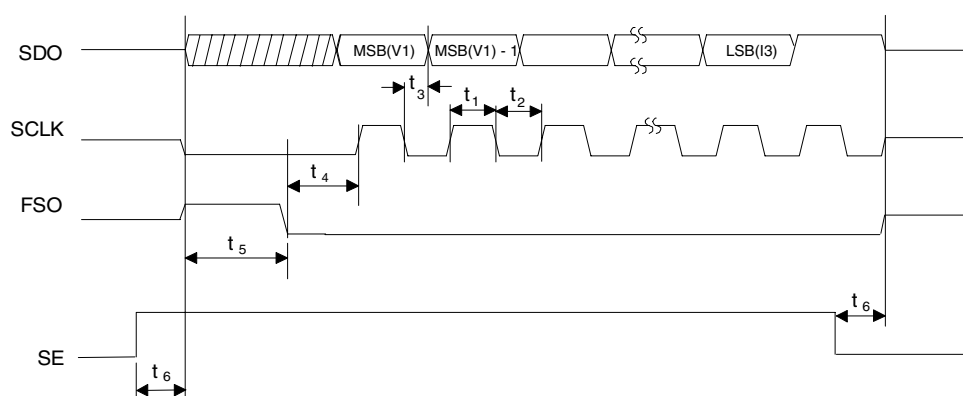 SDO
MSB(V1)
MSB(V1) - 1
LSB(I3)
t3
t1
t2
SCLK
t4
FSO
t5
t6
SE
t6